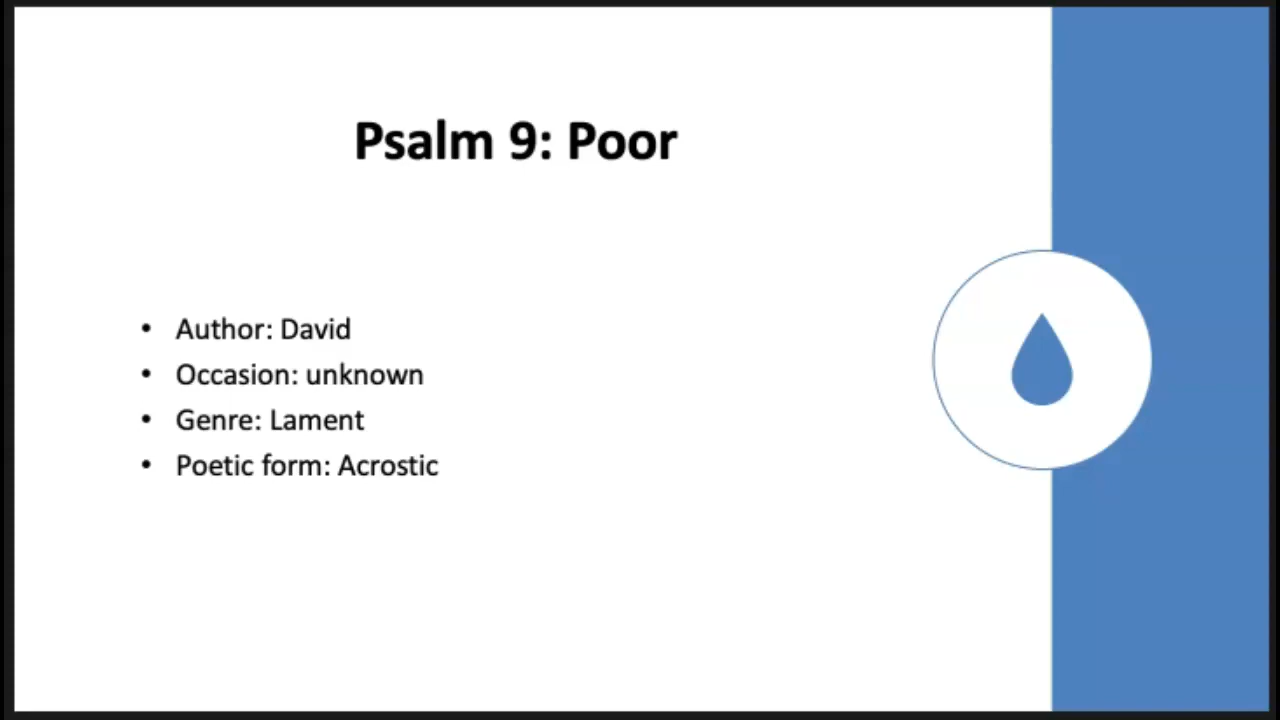 Psalm 9: Poor
• Author: David
• Occasion: unknown
• Genre: Lament
• Poetic form: Acrostic